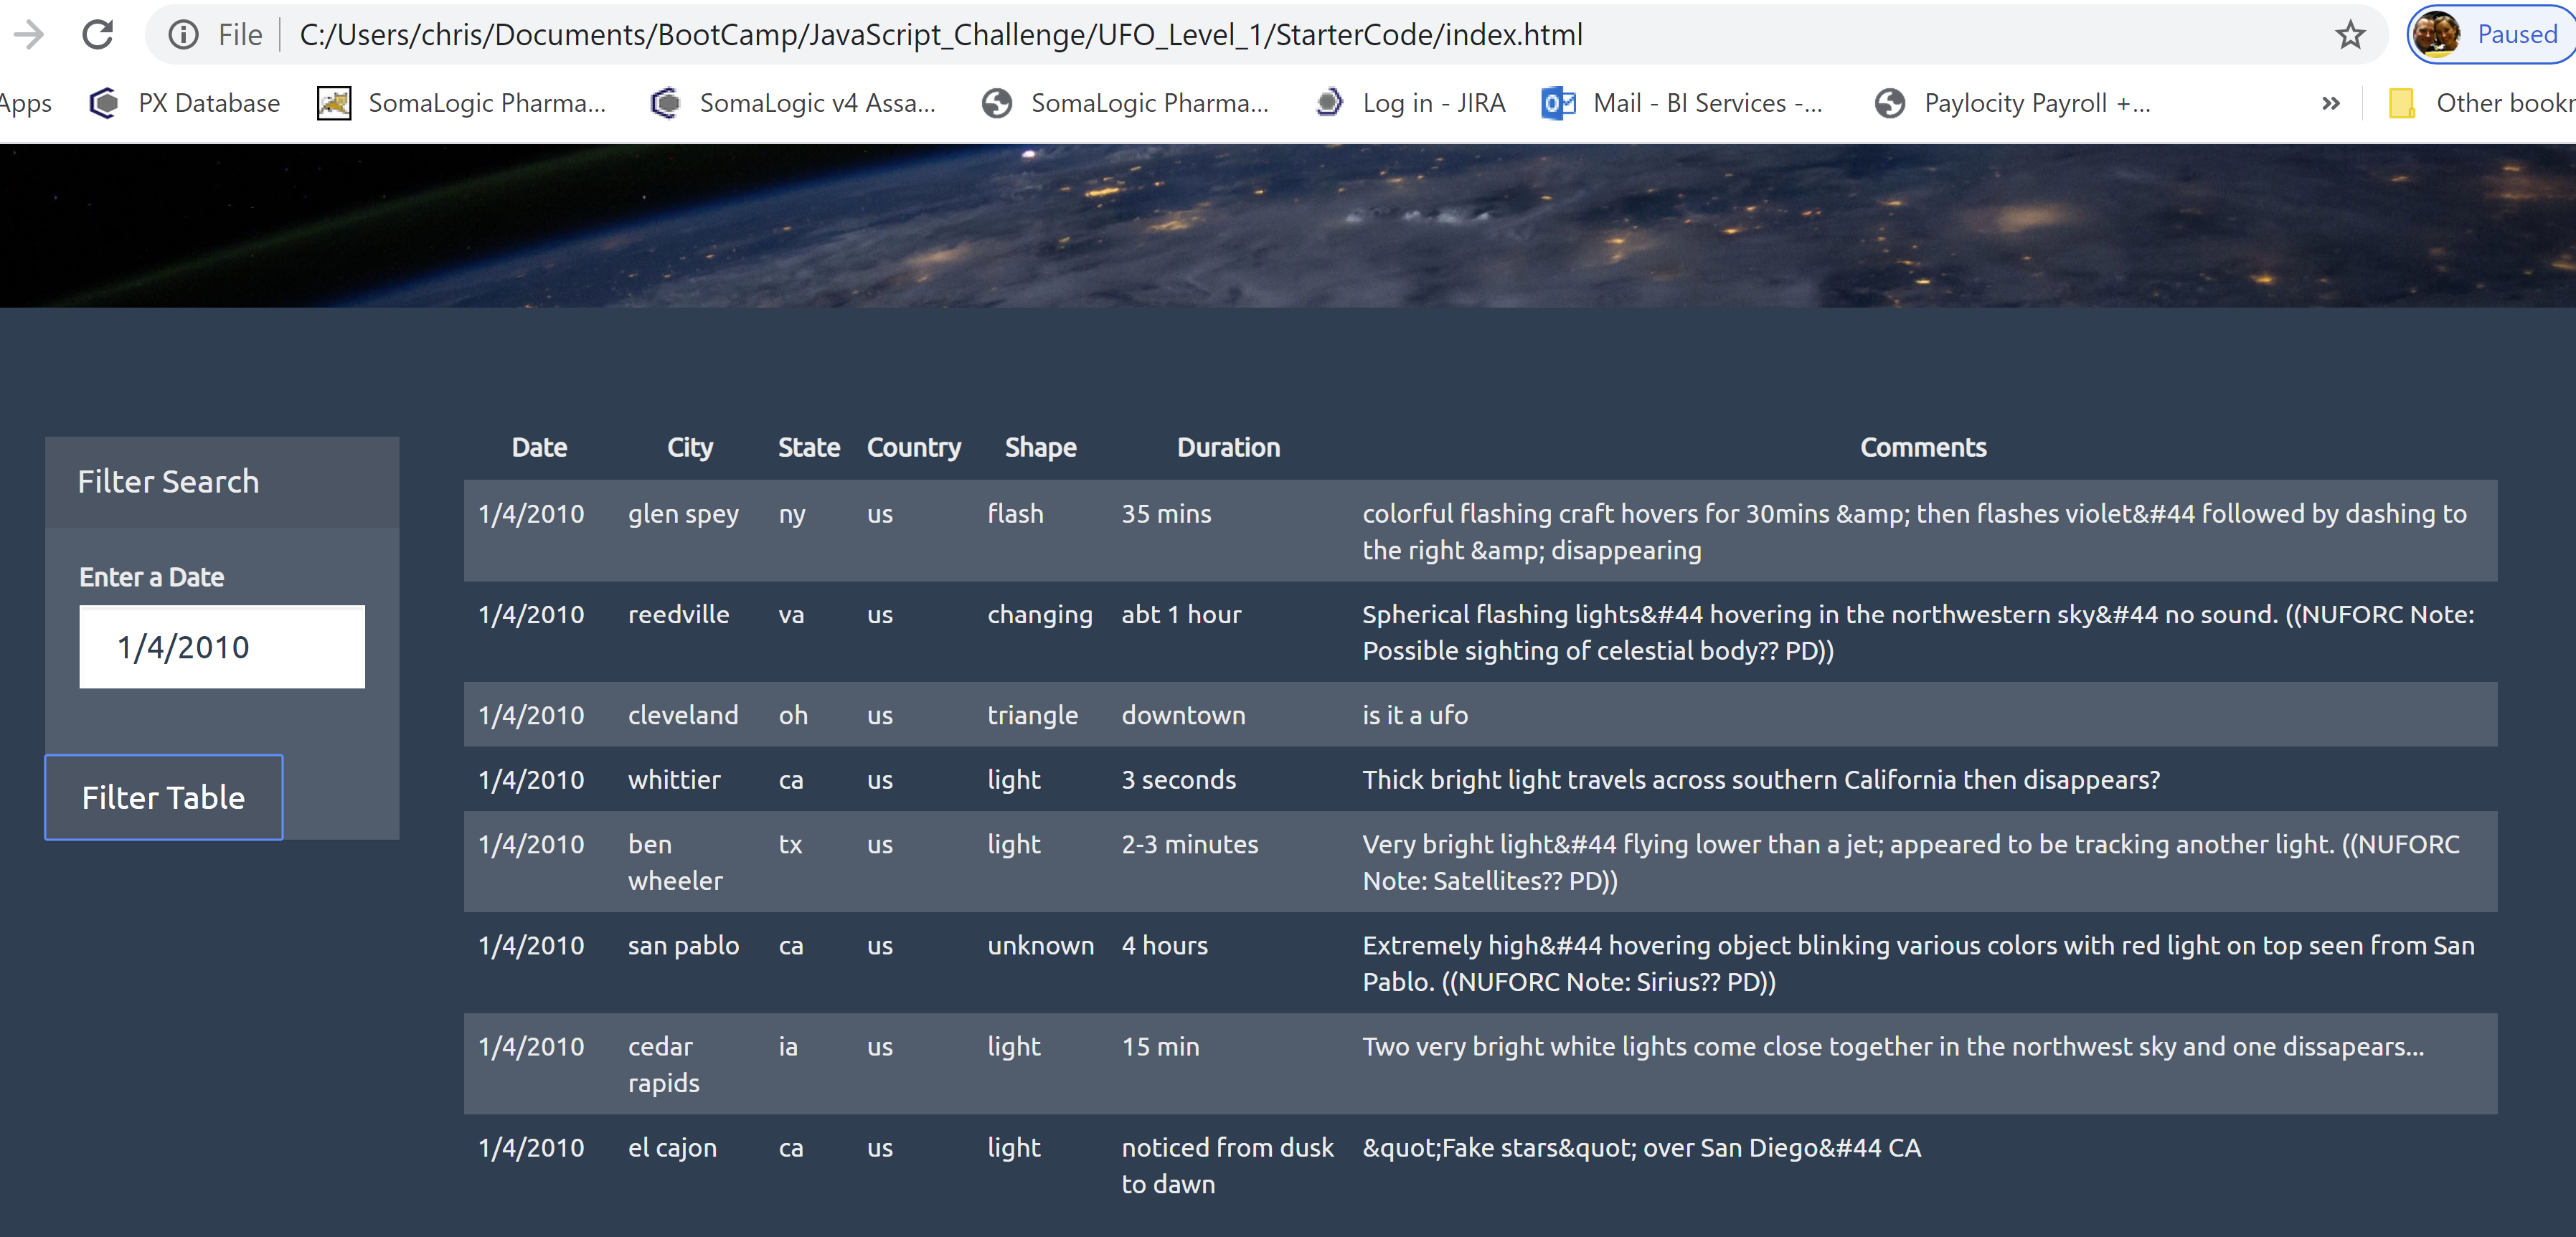 File C:/Users/chris/Documents/BootCamp/JavaScript_Challenge/UFO_Level_1/StarterCode/index.html Paused
Apps PX Database SomaLogic Pharma... SomaLogic v4 Assa... SomaLogic Pharma... Log in - JIRA Mail - BI Services -... Paylocity Payroll +... » Other bookr
Filter Search
Enter a Date
1/4/2010
Filter Table
Date City State Country Shape Duration Comments
1/4/2010 glen spey ny us flash 35 mins colorful flashing craft hovers for 30mins &amp; then flashes violet&#44 followed by dashing to
the right &amp; disappearing
1/4/2010 reedville va us changing abt 1 hour Spherical flashing lights&#44 hovering in the northwestern sky&#44 no sound. ((NUFORC Note:
Possible sighting of celestial body?? PD))
1/4/2010 cleveland oh us triangle downtown is it a ufo
1/4/2010 whittier ca us light 3 seconds Thick bright light travels across southern California then disappears?
1/4/2010 ben tx us light 2-3 minutes Very bright light&#44 flying lower than a jet; appeared to be tracking another light. ((NUFORC
wheeler Note: Satellites?? PD))
1/4/2010 san pablo ca us unknown 4 hours Extremely high&#44 hovering object blinking various colors with red light on top seen from San
Pablo. ((NUFORC Note: Sirius?? PD))
1/4/2010 cedar ia us light 15 min Two very bright white lights come close together in the northwest sky and one dissapears...
rapids
1/4/2010 el cajon ca us light noticed from dusk &quot;Fake stars&quot; over San Diego&#44 CA
to dawn